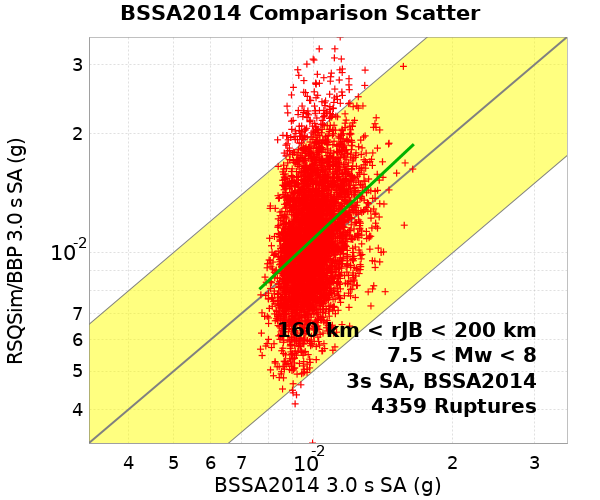 BSSA2014 Comparison Scatter
RSQSim/BBP 3.0 s SA (g)
3
2
10-2
7
6
5
4
160 km < rJB < 200 km
7.5 < Mw < 8
3s SA, BSSA2014
4359 Ruptures
4 5 6 7 10-2 2 3
BSSA2014 3.0 s SA (g)